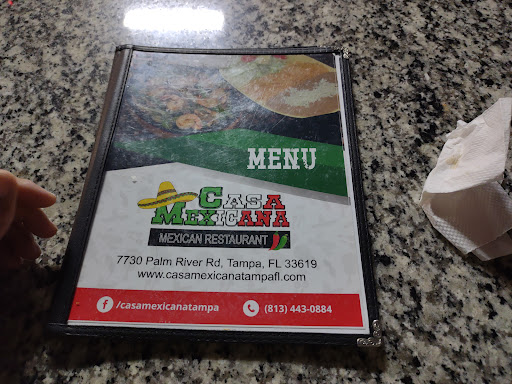 MENU
CASA
MEXICANA
MEXICAN RESTAURANT
7730 Palm River Rd, Tampa, FL 33619
www.casamexicanatampafl.com
/casamexicanatampa (813) 443-0884